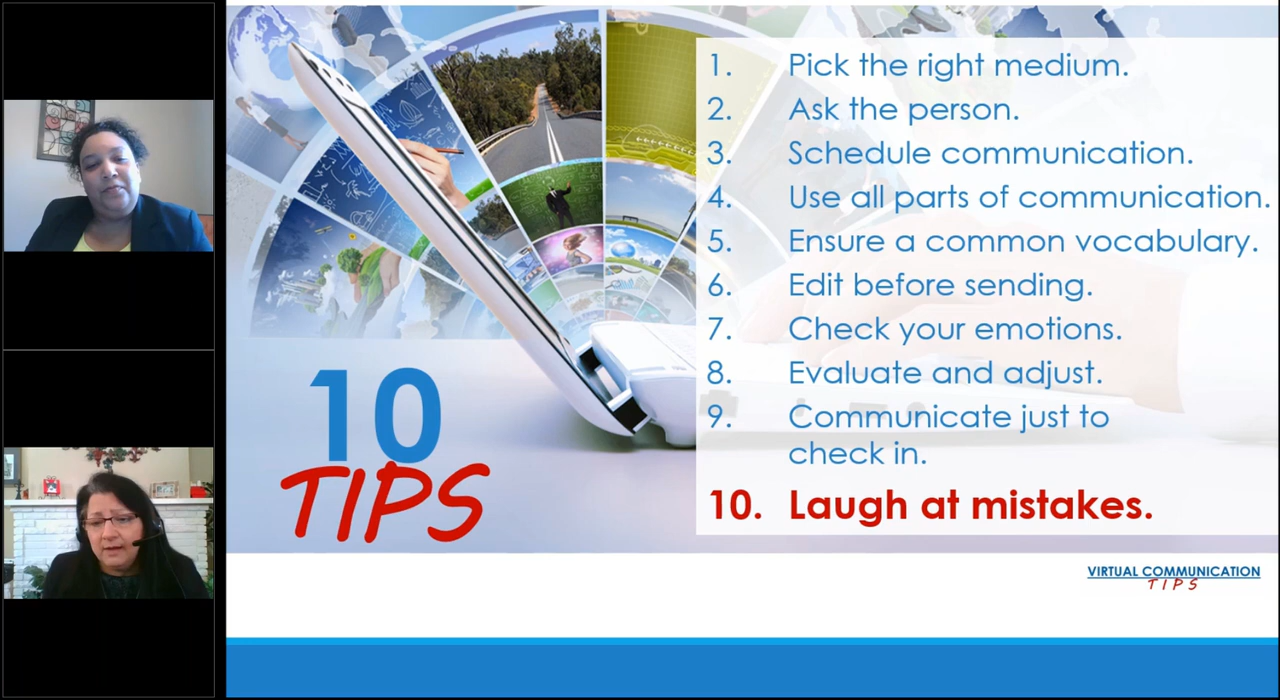 1. Pick the right medium.
2. Ask the person.
3. Schedule communication.
4. Use all parts of communication.
5. Ensure a common vocabulary.
6. Edit before sending.
7. Check your emotions.
8. Evaluate and adjust.
9. Communicate just to
check in.
10. Laugh at mistakes.
10
TIPS
VIRTUAL COMMUNICATION
TIPS